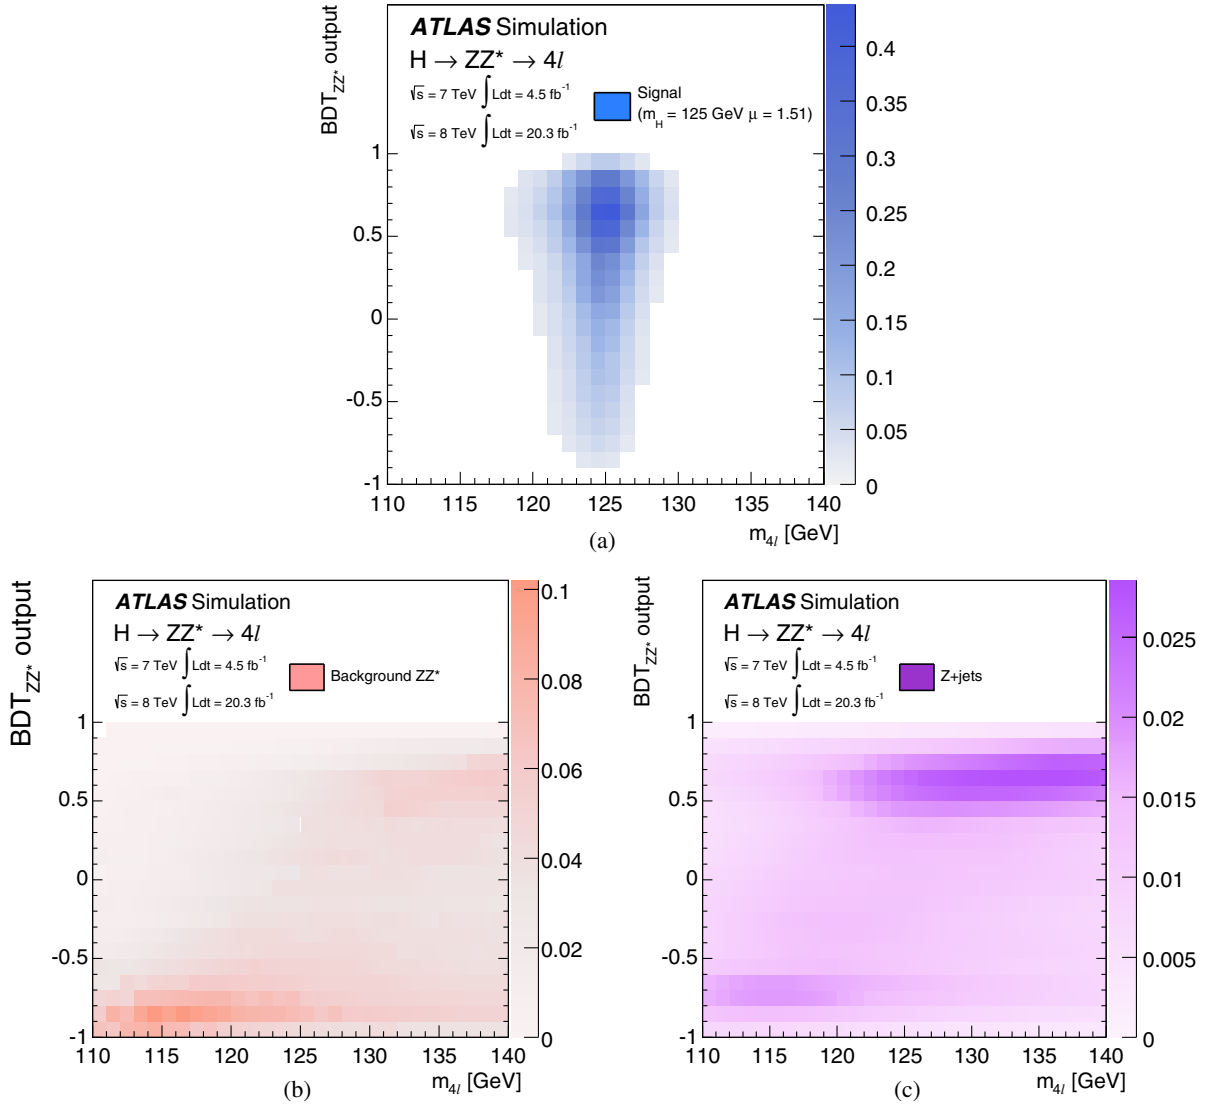 BDT_ZZ* output
ATLAS Simulation
H → ZZ* → 4l
√s = 7 TeV ∫Ldt = 4.5 fb⁻¹
√s = 8 TeV ∫Ldt = 20.3 fb⁻¹
Signal
(m_H = 125 GeV μ = 1.51)
1
0.5
0
-0.5
-1
110 115 120 125 130 135 140
m_4l [GeV]
0.4
0.35
0.3
0.25
0.2
0.15
0.1
0.05
0
(a)
BDT_ZZ* output
ATLAS Simulation
H → ZZ* → 4l
√s = 7 TeV ∫Ldt = 4.5 fb⁻¹
√s = 8 TeV ∫Ldt = 20.3 fb⁻¹
Background ZZ*
1
0.5
0
-0.5
-1
110 115 120 125 130 135 140
m_4l [GeV]
0.1
0.08
0.06
0.04
0.02
0
(b)
BDT_ZZ* output
ATLAS Simulation
H → ZZ* → 4l
√s = 7 TeV ∫Ldt = 4.5 fb⁻¹
√s = 8 TeV ∫Ldt = 20.3 fb⁻¹
Z+jets
1
0.5
0
-0.5
-1
110 115 120 125 130 135 140
m_4l [GeV]
0.025
0.02
0.015
0.01
0.005
0
(c)